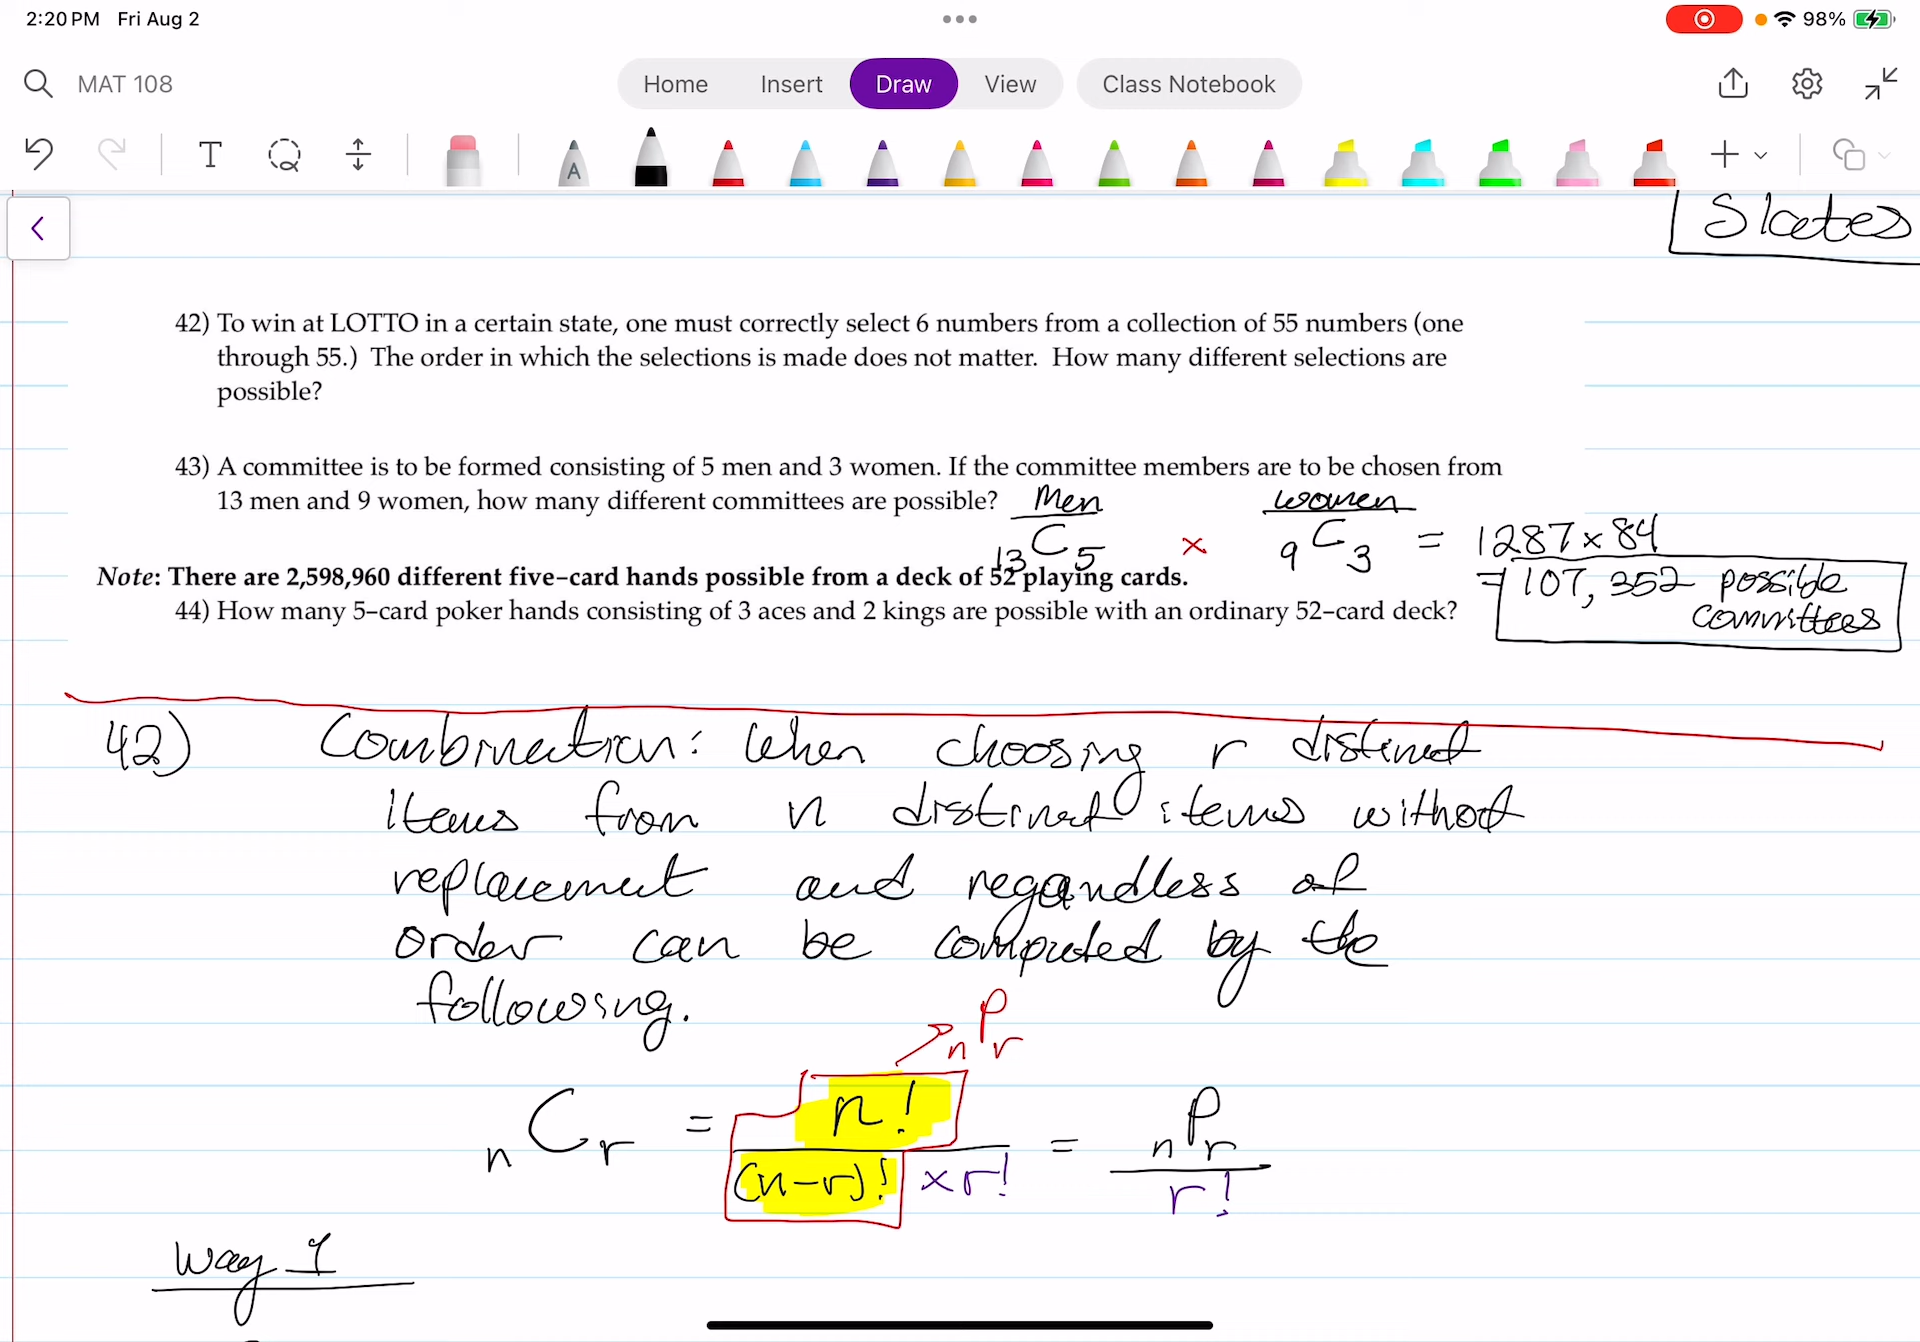 2:20 PM Fri Aug 2
98%
MAT 108
Home Insert Draw View Class Notebook
T A
Slates
42) To win at LOTTO in a certain state, one must correctly select 6 numbers from a collection of 55 numbers (one
through 55.) The order in which the selections is made does not matter. How many different selections are
possible?
43) A committee is to be formed consisting of 5 men and 3 women. If the committee members are to be chosen from
13 men and 9 women, how many different committees are possible?
Men women
13C5 × 9C3 = 1287 × 84
= 107,352 possible
committees
Note: There are 2,598,960 different five-card hands possible from a deck of 52 playing cards.
44) How many 5-card poker hands consisting of 3 aces and 2 kings are possible with an ordinary 52-card deck?
42) Combination: When choosing r distinct
items from n distinct items without
replacement and regardless of
order can be computed by the
following.
nPr
nCr = n! / (n-r)! × r! = nPr / r!
Way 1